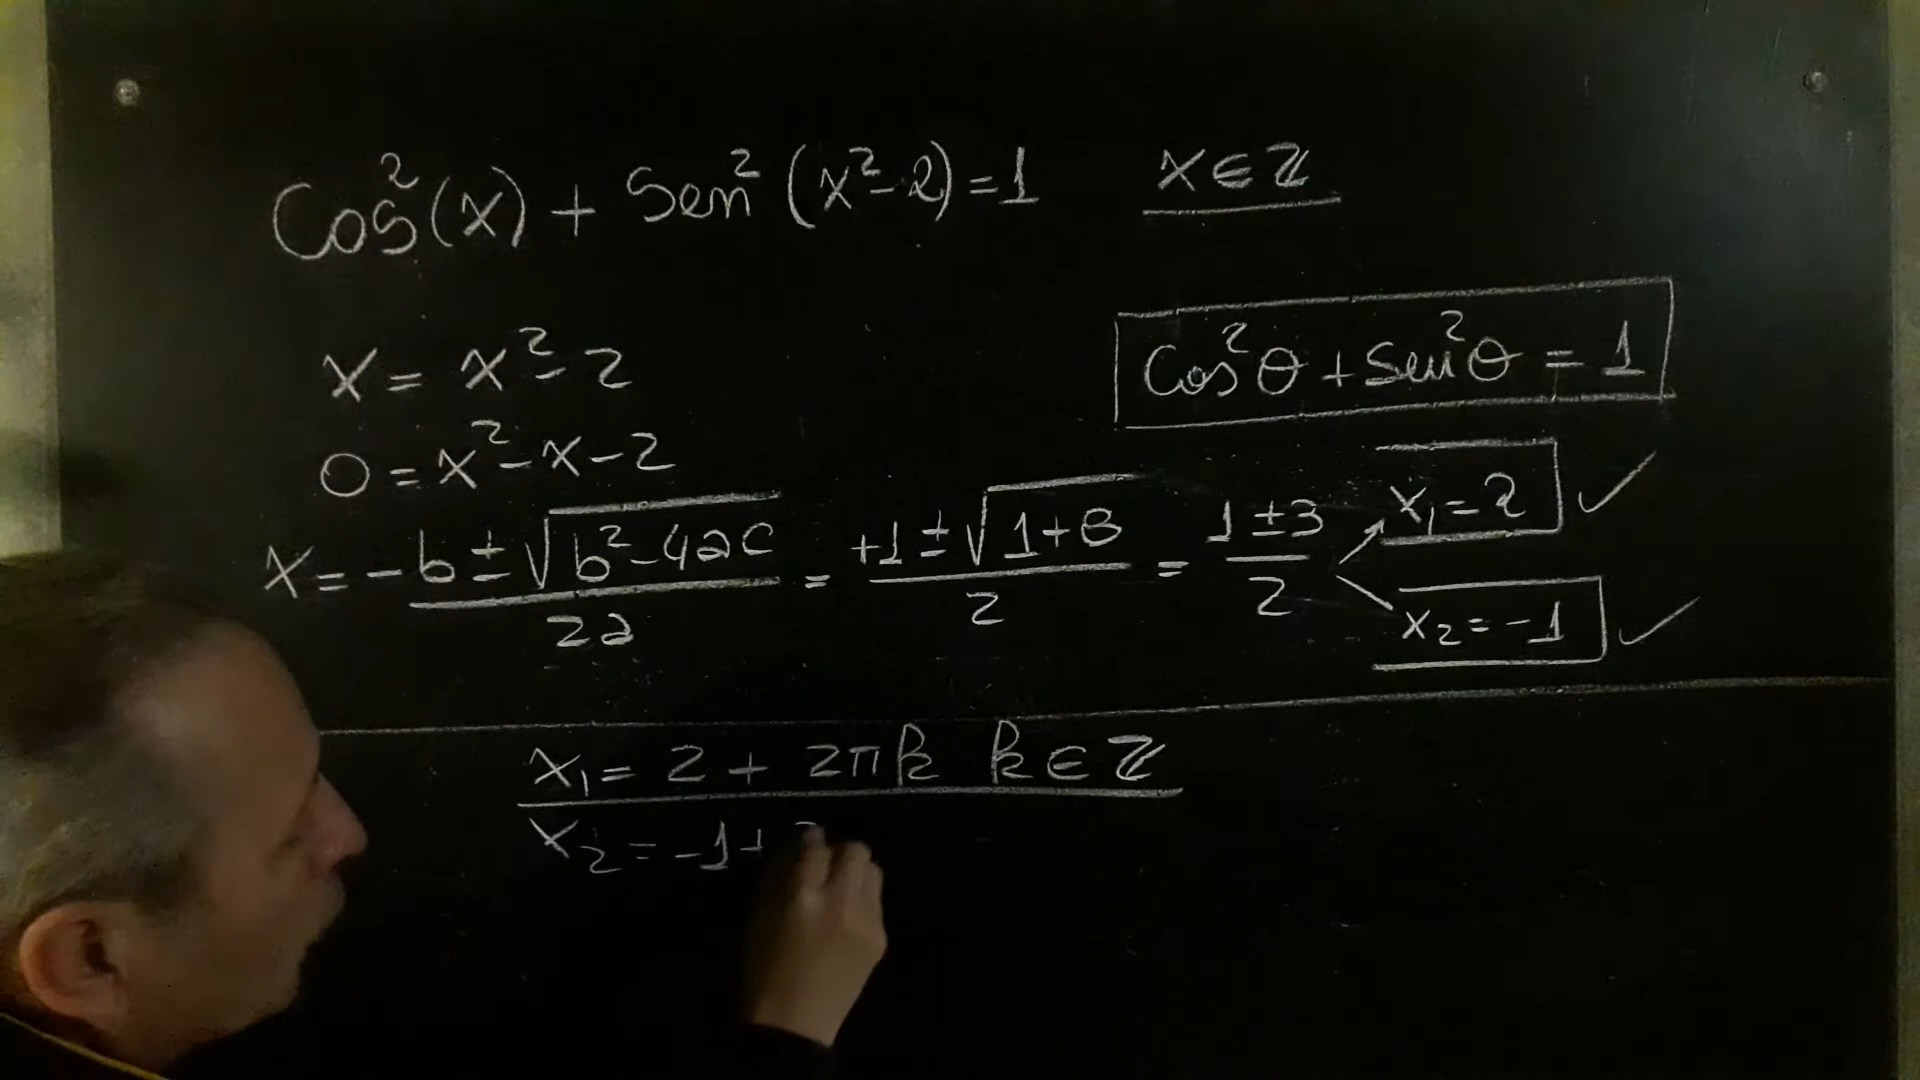 Cos²(x) + Sen²(x²-2)=1 x∈ℤ
x = x²-2
Cos²θ + Sen²θ = 1
0 = x²-x-2
x = -b±√b²-4ac / 2a = +1±√1+8 / 2 = 1±3 / 2
x₁=2 ✓
x₂=-1 ✓
x₁ = 2 + 2πk k∈ℤ
x₂ = -1+